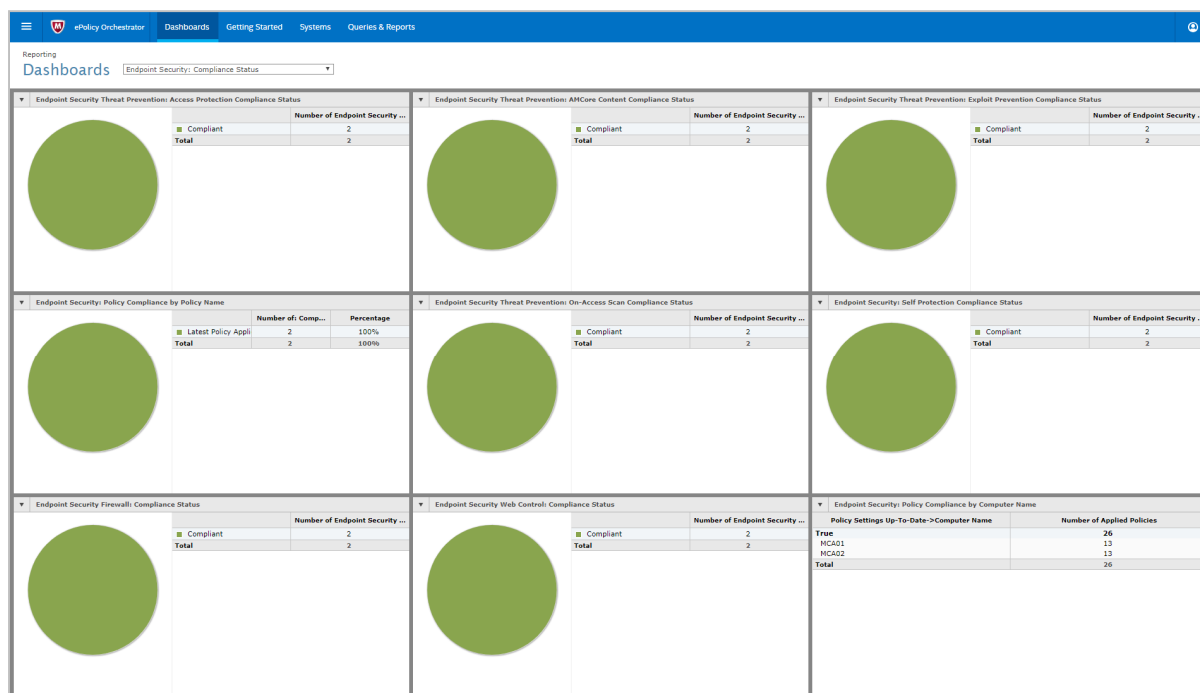 ePolicy Orchestrator Dashboards Getting Started Systems Queries & Reports
Reporting
Dashboards Endpoint Security: Compliance Status
Endpoint Security Threat Prevention: Access Protection Compliance Status
Number of Endpoint Security ...
Compliant 2
Total 2
Endpoint Security Threat Prevention: AMCore Content Compliance Status
Number of Endpoint Security ...
Compliant 2
Total 2
Endpoint Security Threat Prevention: Exploit Prevention Compliance Status
Number of Endpoint Security .
Compliant 2
Total 2
Endpoint Security: Policy Compliance by Policy Name
Number of: Comp... Percentage
Latest Policy Appli 2 100%
Total 2 100%
Endpoint Security Threat Prevention: On-Access Scan Compliance Status
Number of Endpoint Security ...
Compliant 2
Total 2
Endpoint Security: Self Protection Compliance Status
Number of Endpoint Security .
Compliant 2
Total 2
Endpoint Security Firewall: Compliance Status
Number of Endpoint Security ...
Compliant 2
Total 2
Endpoint Security Web Control: Compliance Status
Number of Endpoint Security ...
Compliant 2
Total 2
Endpoint Security: Policy Compliance by Computer Name
Policy Settings Up-To-Date->Computer Name Number of Applied Policies
True 26
MCA01 13
MCA02 13
Total 26